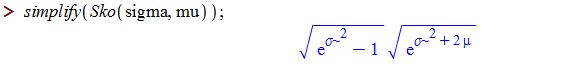 > simplify(Sko(sigma, mu));
√(e^(σ~²) − 1) √(e^(σ~² + 2 μ))